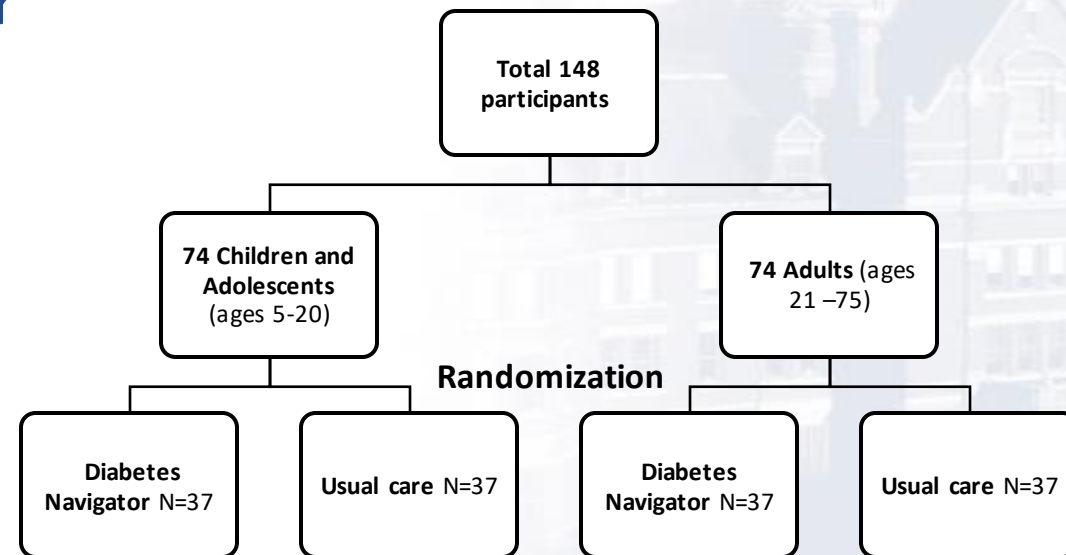 Total 148
participants
74 Children and
Adolescents
(ages 5-20)
74 Adults (ages
21 –75)
Randomization
Diabetes
Navigator N=37
Usual care N=37
Diabetes
Navigator N=37
Usual care N=37